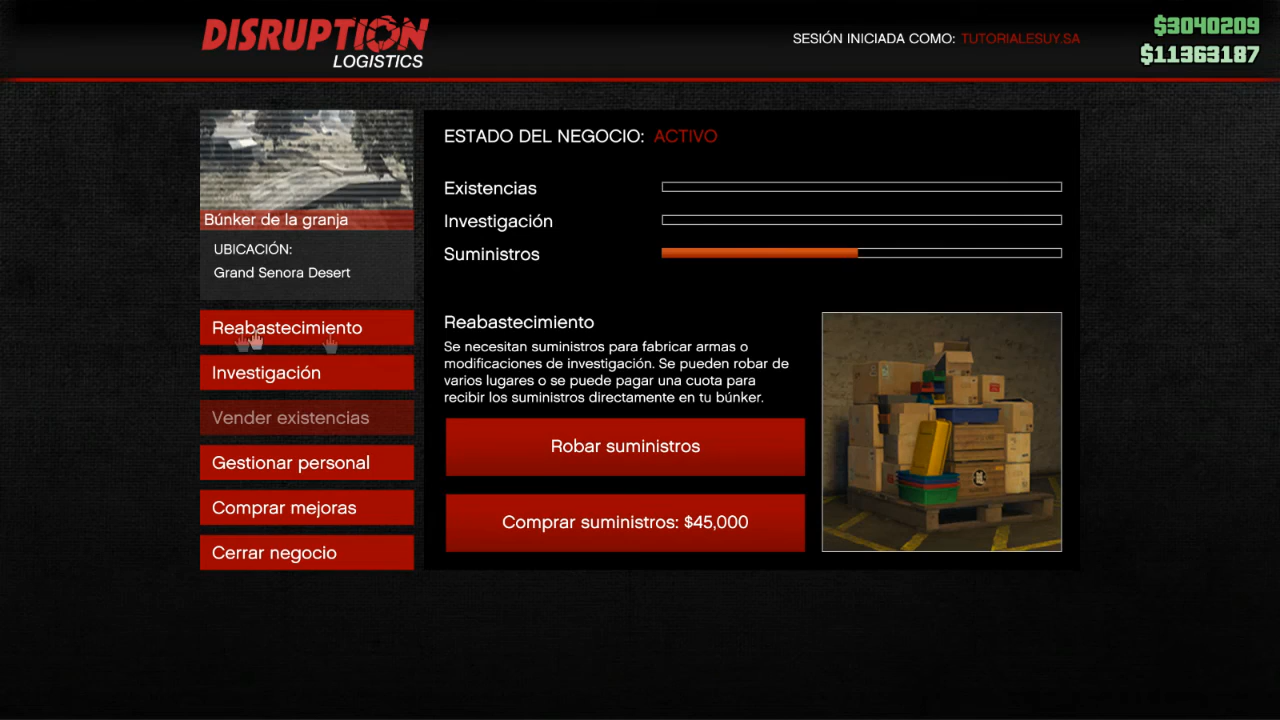 DISRUPTION
LOGISTICS
SESIÓN INICIADA COMO: TUTORIALESUY.SA
$3040209
$11363187
Búnker de la granja
UBICACIÓN:
Grand Senora Desert
Reabastecimiento
Investigación
Vender existencias
Gestionar personal
Comprar mejoras
Cerrar negocio
ESTADO DEL NEGOCIO: ACTIVO
Existencias
Investigación
Suministros
Reabastecimiento
Se necesitan suministros para fabricar armas o
modificaciones de investigación. Se pueden robar de
varios lugares o se puede pagar una cuota para
recibir los suministros directamente en tu búnker.
Robar suministros
Comprar suministros: $45,000